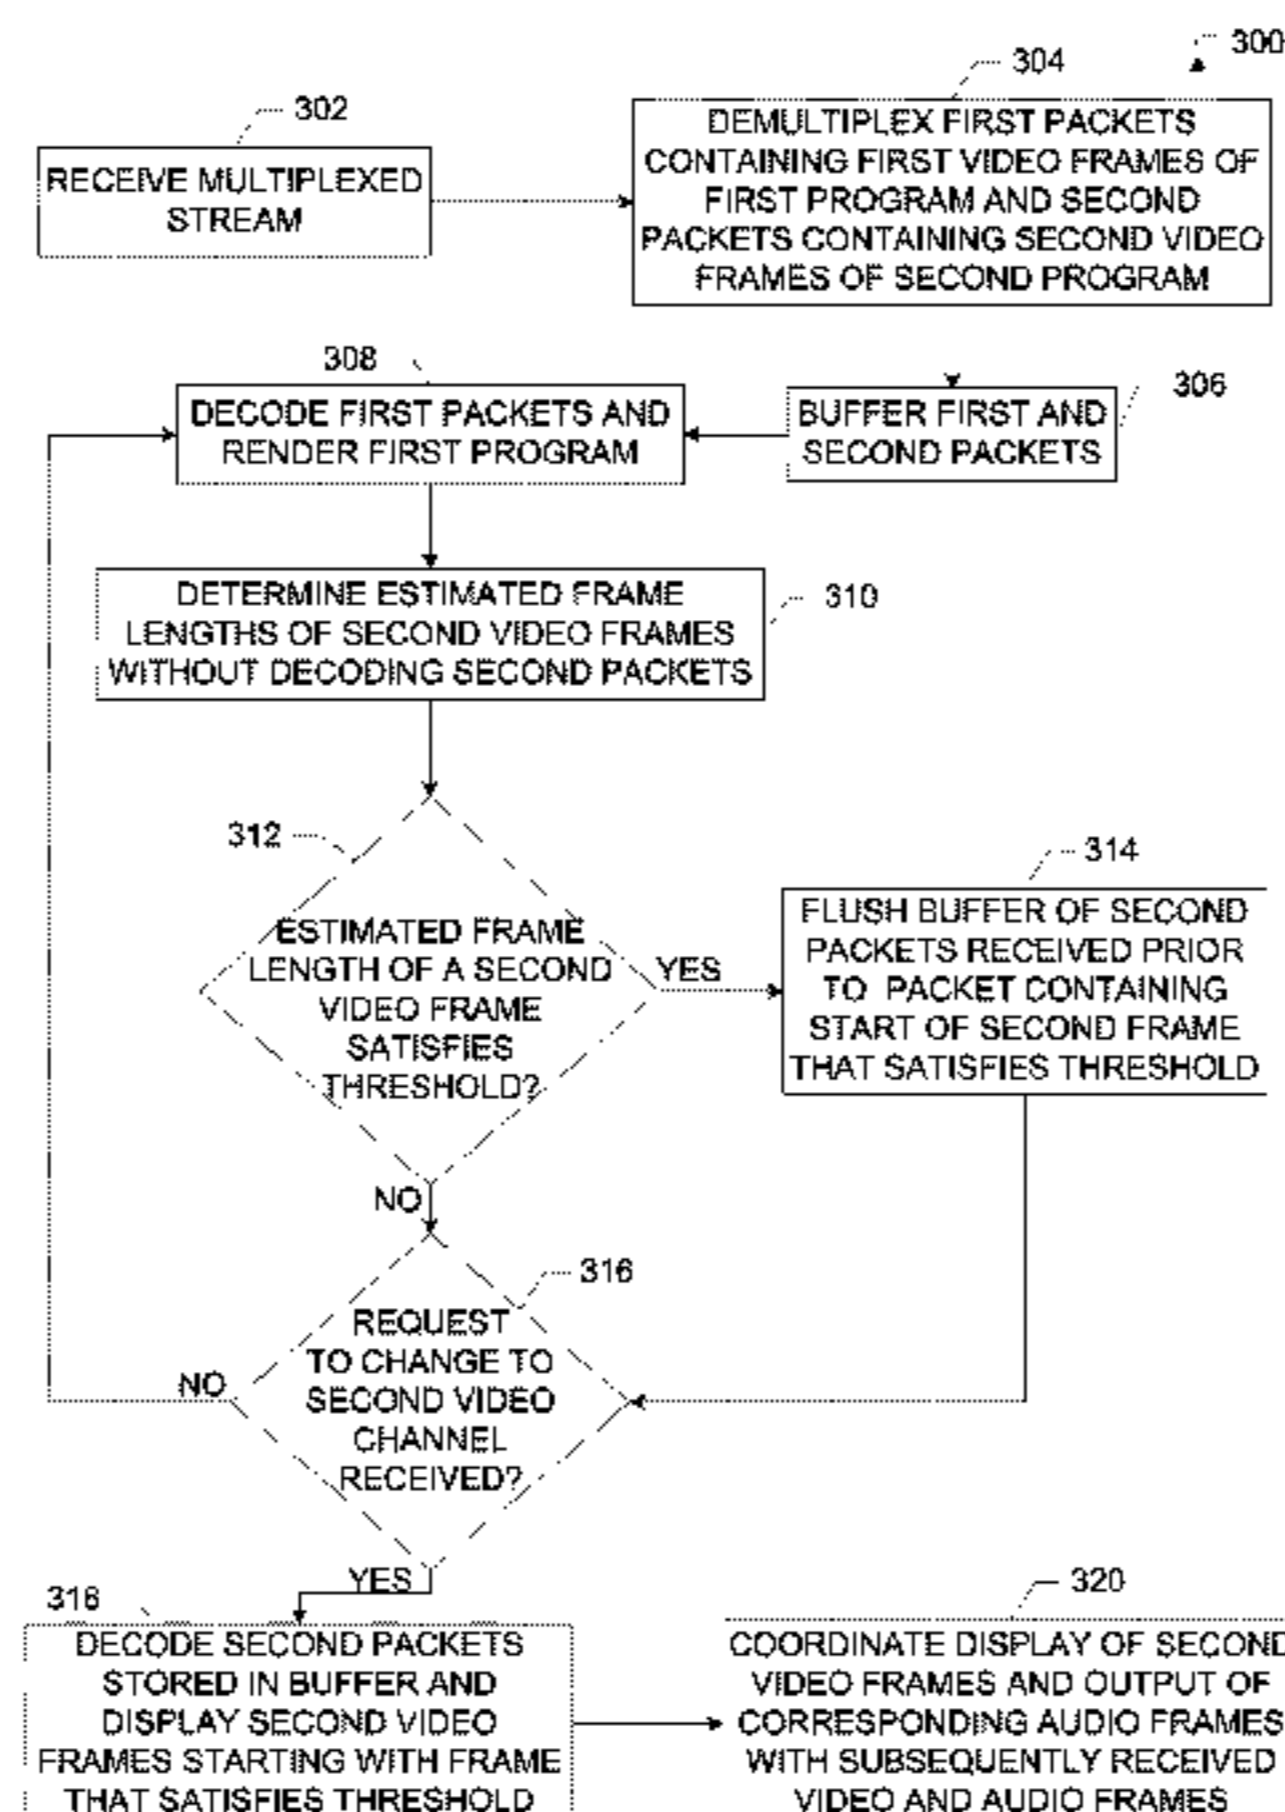 300
304
302
RECEIVE MULTIPLEXED
STREAM
DEMULTIPLEX FIRST PACKETS
CONTAINING FIRST VIDEO FRAMES OF
FIRST PROGRAM AND SECOND
PACKETS CONTAINING SECOND VIDEO
FRAMES OF SECOND PROGRAM
308
DECODE FIRST PACKETS AND
RENDER FIRST PROGRAM
306
BUFFER FIRST AND
SECOND PACKETS
310
DETERMINE ESTIMATED FRAME
LENGTHS OF SECOND VIDEO FRAMES
WITHOUT DECODING SECOND PACKETS
312
ESTIMATED FRAME
LENGTH OF A SECOND
VIDEO FRAME
SATISFIES
THRESHOLD?
YES
314
FLUSH BUFFER OF SECOND
PACKETS RECEIVED PRIOR
TO PACKET CONTAINING
START OF SECOND FRAME
THAT SATISFIES THRESHOLD
NO
316
REQUEST
TO CHANGE TO
SECOND VIDEO
CHANNEL
RECEIVED?
NO
YES
316
DECODE SECOND PACKETS
STORED IN BUFFER AND
DISPLAY SECOND VIDEO
FRAMES STARTING WITH FRAME
THAT SATISFIES THRESHOLD
320
COORDINATE DISPLAY OF SECOND
VIDEO FRAMES AND OUTPUT OF
CORRESPONDING AUDIO FRAMES
WITH SUBSEQUENTLY RECEIVED
VIDEO AND AUDIO FRAMES